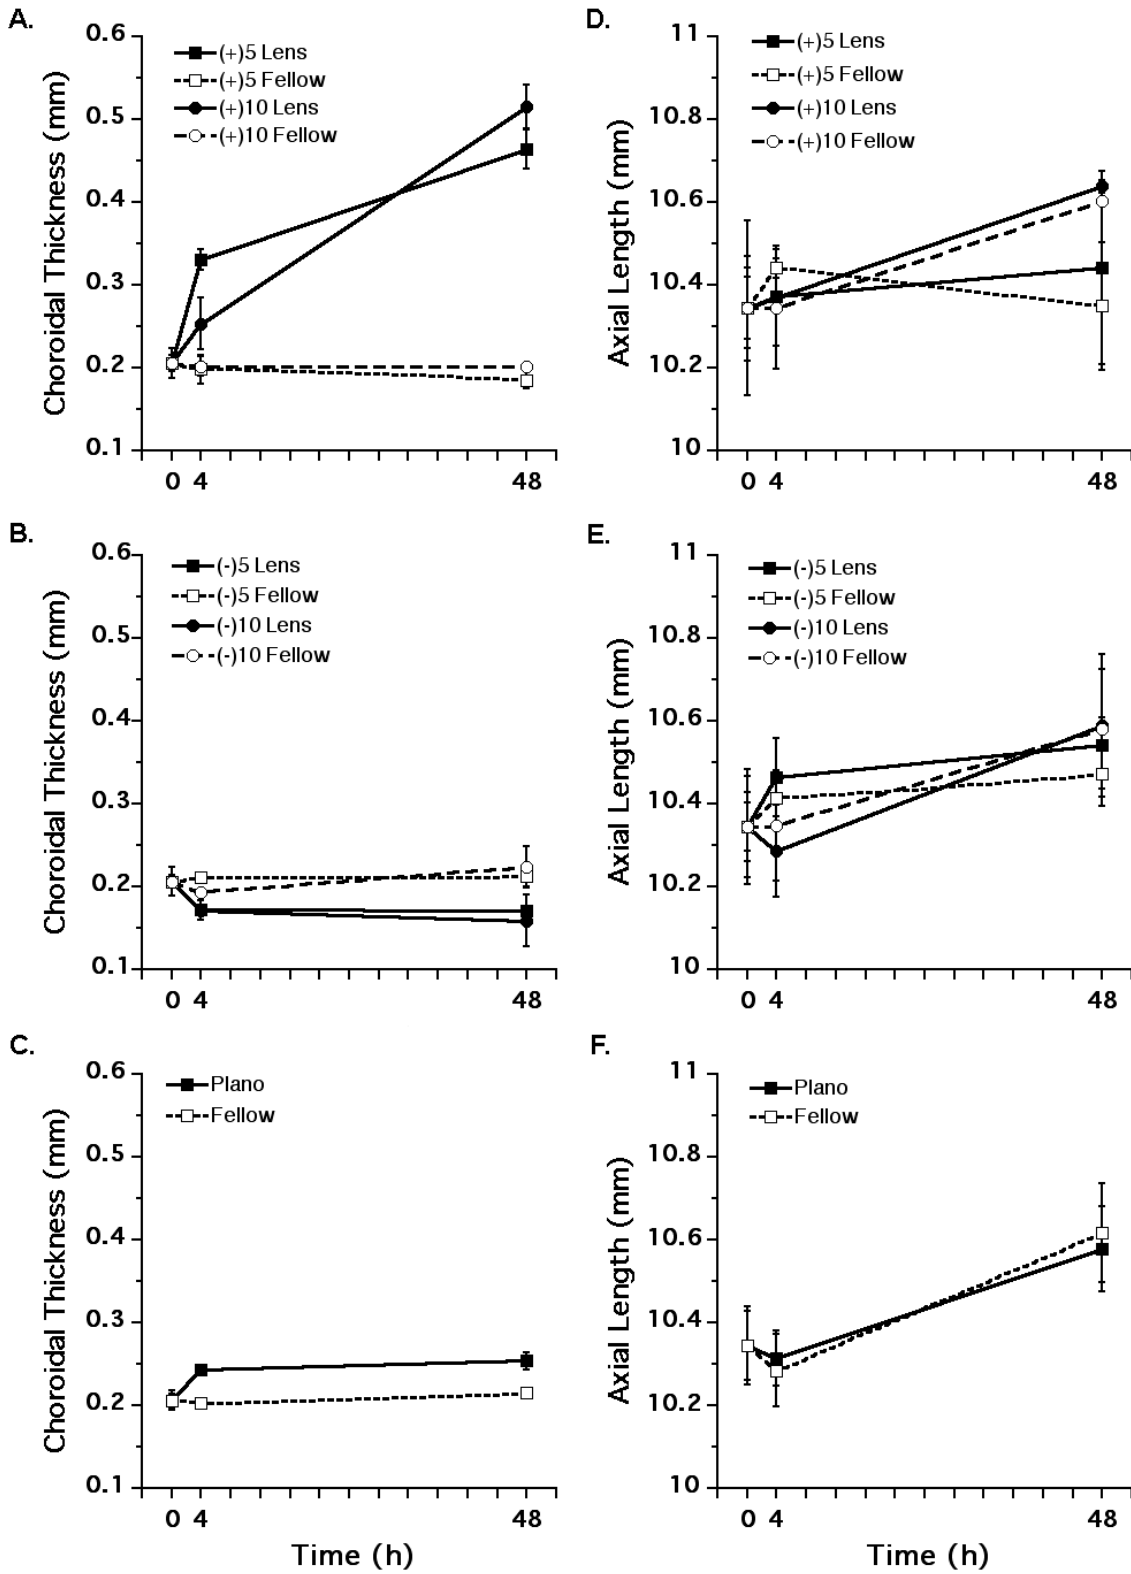 A.
0.6
0.5
0.4
0.3
0.2
0.1
Choroidal Thickness (mm)
(+)5 Lens
(+)5 Fellow
(+)10 Lens
(+)10 Fellow
0 4 48
D.
11
10.8
10.6
10.4
10.2
10
Axial Length (mm)
(+)5 Lens
(+)5 Fellow
(+)10 Lens
(+)10 Fellow
0 4 48
B.
0.6
0.5
0.4
0.3
0.2
0.1
Choroidal Thickness (mm)
(-)5 Lens
(-)5 Fellow
(-)10 Lens
(-)10 Fellow
0 4 48
E.
11
10.8
10.6
10.4
10.2
10
Axial Length (mm)
(-)5 Lens
(-)5 Fellow
(-)10 Lens
(-)10 Fellow
0 4 48
C.
0.6
0.5
0.4
0.3
0.2
0.1
Choroidal Thickness (mm)
Plano
Fellow
0 4 48
Time (h)
F.
11
10.8
10.6
10.4
10.2
10
Axial Length (mm)
Plano
Fellow
0 4 48
Time (h)